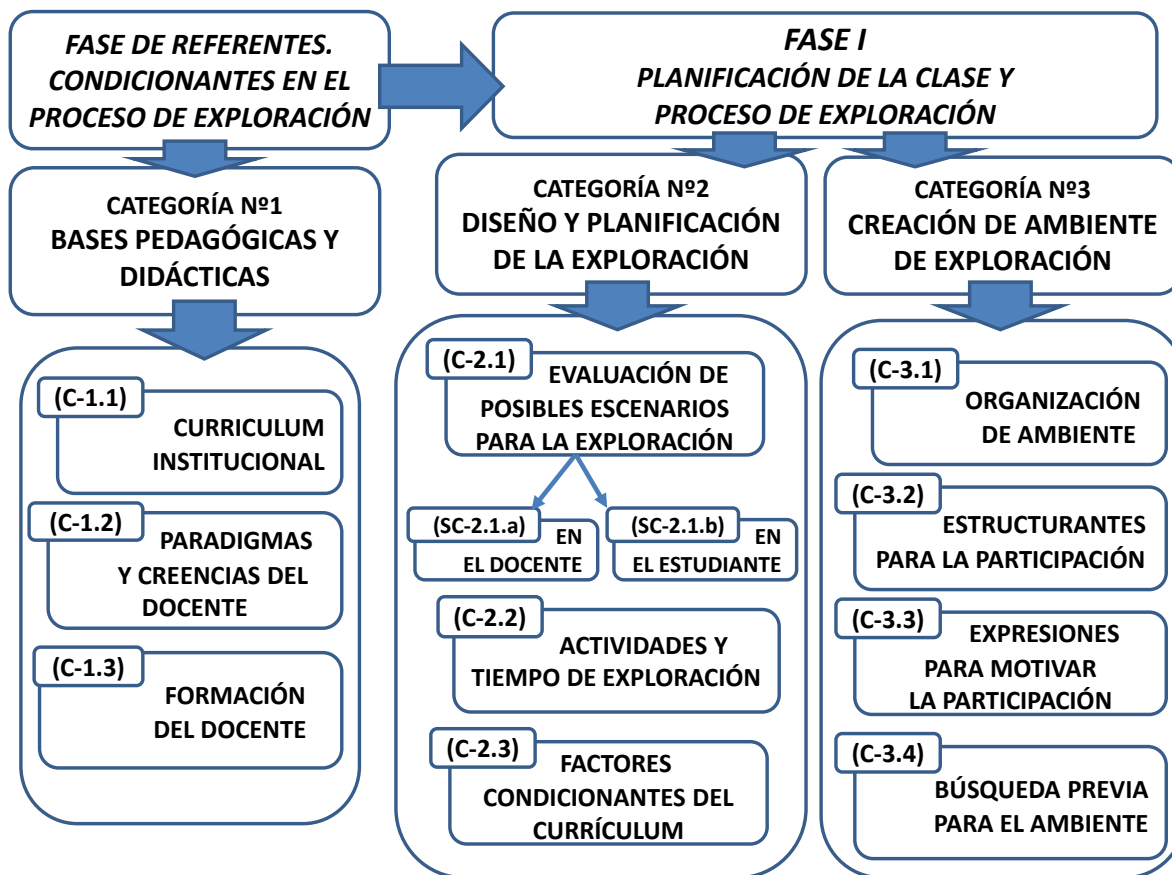 FASE DE REFERENTES.
CONDICIONANTES EN EL
PROCESO DE EXPLORACIÓN
FASE I
PLANIFICACIÓN DE LA CLASE Y
PROCESO DE EXPLORACIÓN
CATEGORÍA Nº1
BASES PEDAGÓGICAS Y
DIDÁCTICAS
CATEGORÍA Nº2
DISEÑO Y PLANIFICACIÓN
DE LA EXPLORACIÓN
CATEGORÍA Nº3
CREACIÓN DE AMBIENTE
DE EXPLORACIÓN
(C-1.1)
CURRICULUM
INSTITUCIONAL
(C-1.2)
PARADIGMAS
Y CREENCIAS DEL
DOCENTE
(C-1.3)
FORMACIÓN
DEL DOCENTE
(C-2.1)
EVALUACIÓN DE
POSIBLES ESCENARIOS
PARA LA EXPLORACIÓN
(SC-2.1.a)
EN
EL DOCENTE
(SC-2.1.b)
EN
EL ESTUDIANTE
(C-2.2)
ACTIVIDADES Y
TIEMPO DE EXPLORACIÓN
(C-2.3)
FACTORES
CONDICIONANTES DEL
CURRÍCULUM
(C-3.1)
ORGANIZACIÓN
DE AMBIENTE
(C-3.2)
ESTRUCTURANTES
PARA LA PARTICIPACIÓN
(C-3.3)
EXPRESIONES
PARA MOTIVAR
LA PARTICIPACIÓN
(C-3.4)
BÚSQUEDA PREVIA
PARA EL AMBIENTE